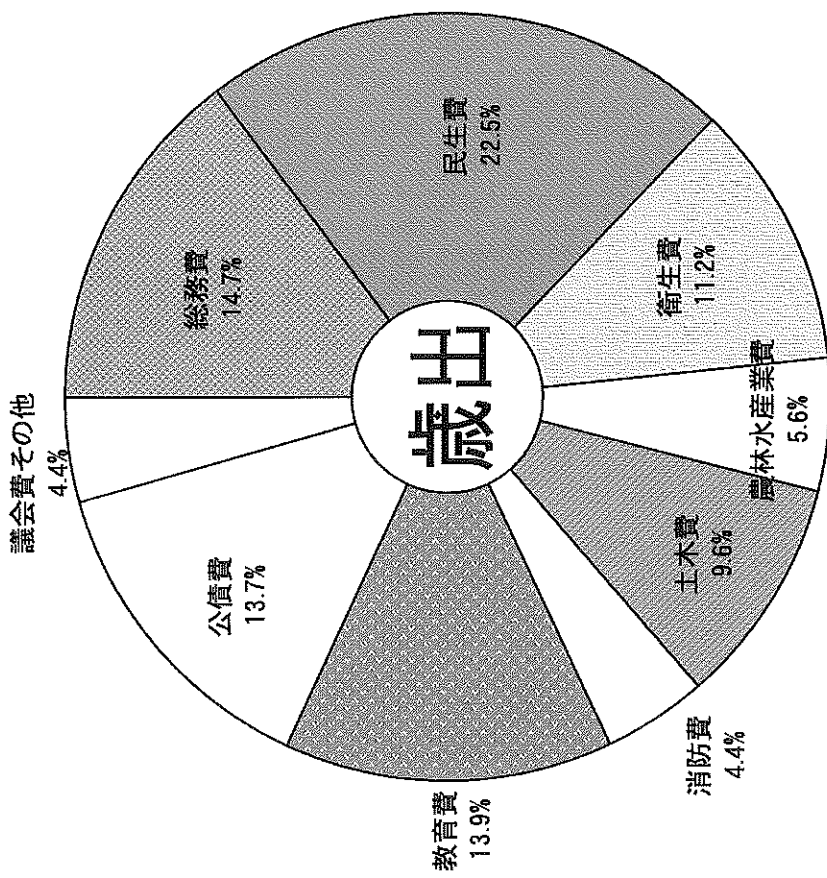 歳出
総務費
14.7%
民生費
22.5%
衛生費
11.2%
農林水産業費
5.6%
土木費
9.6%
消防費
4.4%
教育費
13.9%
公債費
13.7%
議会費その他
4.4%